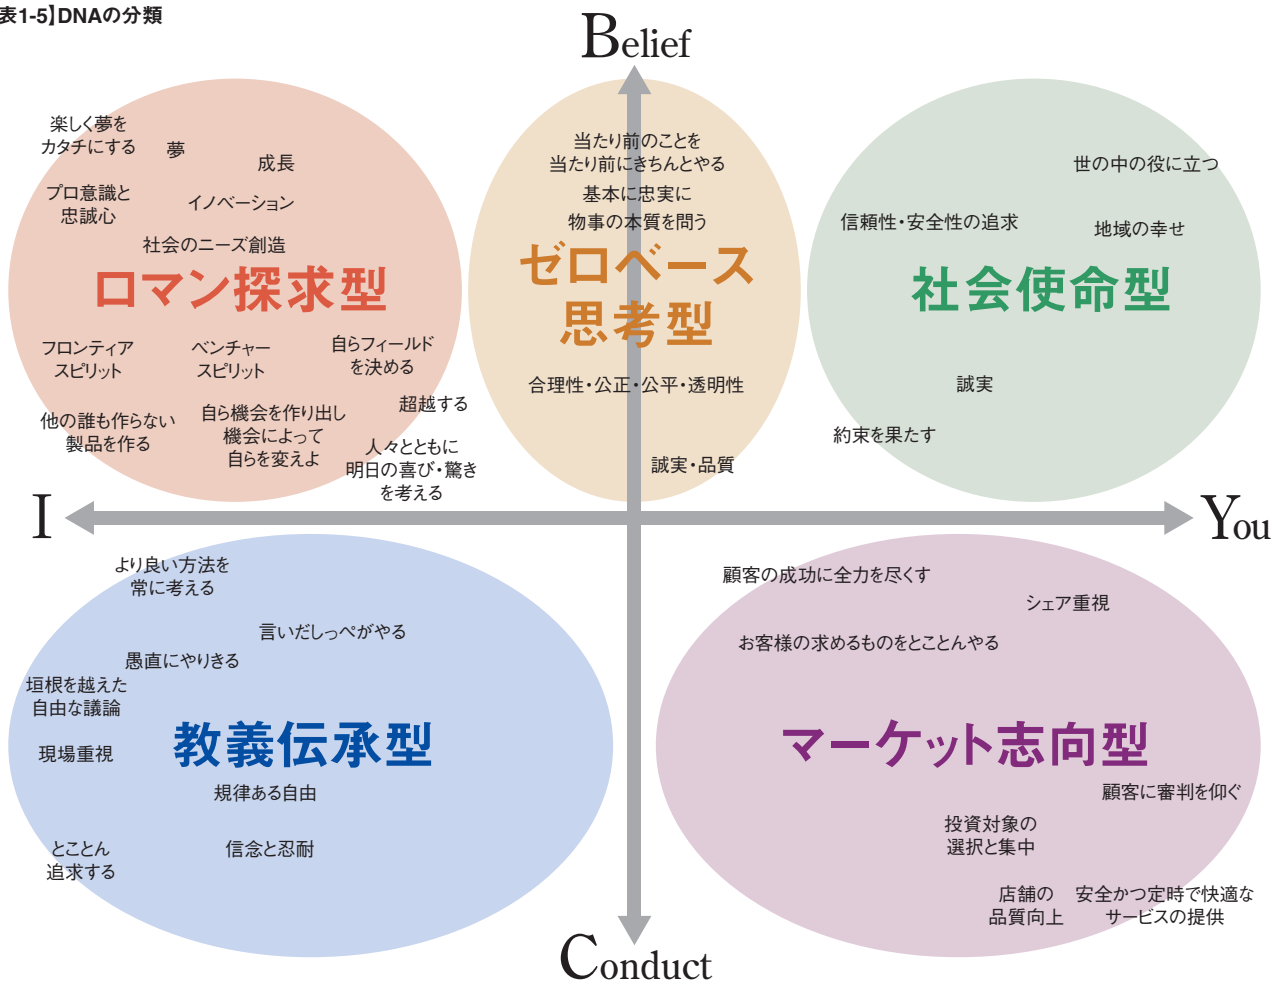 表1-5】DNAの分類
Belief
楽しく夢を
カタチにする
夢
成長
プロ意識と
忠誠心
イノベーション
社会のニーズ創造
ロマン探求型
フロンティア
スピリット
ベンチャー
スピリット
自らフィールド
を決める
超越する
他の誰も作らない
製品を作る
自ら機会を作り出し
機会によって
自らを変えよ
人々とともに
明日の喜び・驚き
を考える
当たり前のことを
当たり前にきちんとやる
基本に忠実に
物事の本質を問う
ゼロベース
思考型
合理性・公正・公平・透明性
誠実・品質
世の中の役に立つ
信頼性・安全性の追求
地域の幸せ
社会使命型
誠実
約束を果たす
I
You
より良い方法を
常に考える
言いだしっぺがやる
愚直にやりきる
垣根を越えた
自由な議論
現場重視
教義伝承型
規律ある自由
とことん
追求する
信念と忍耐
顧客の成功に全力を尽くす
シェア重視
お客様の求めるものをとことんやる
マーケット志向型
顧客に審判を仰ぐ
投資対象の
選択と集中
店舗の
品質向上
安全かつ定時で快適な
サービスの提供
Conduct